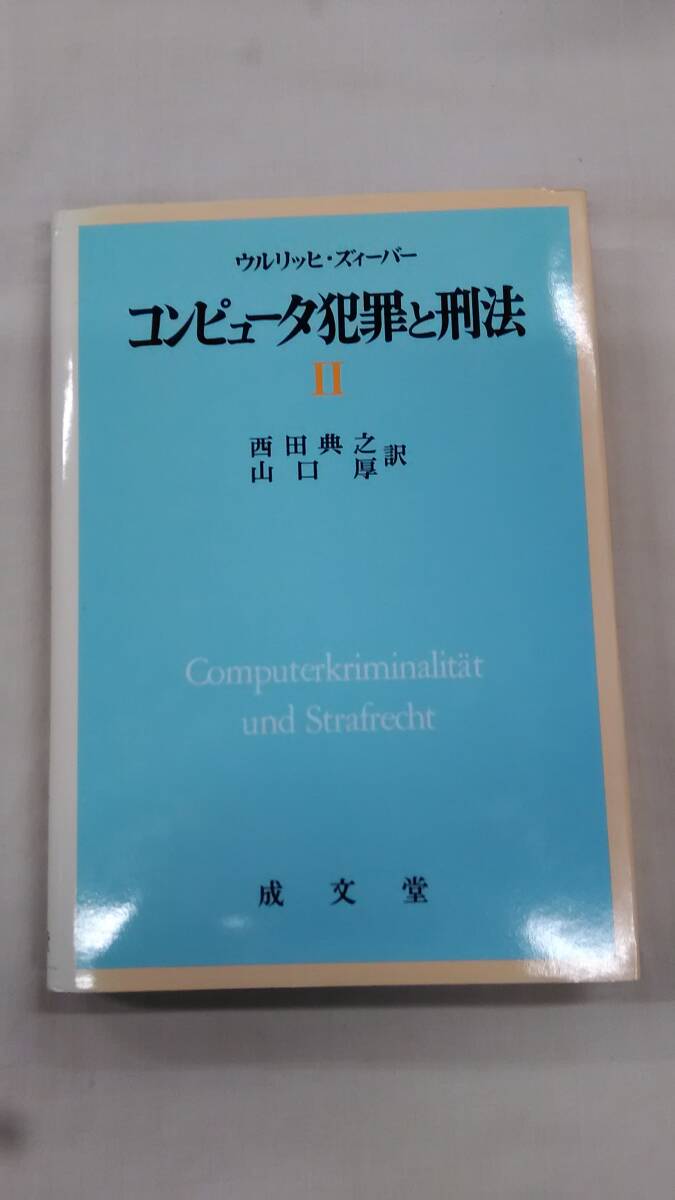 ウルリッヒ・ズィーバー
コンピュータ犯罪と刑法
II
西田典之
山口厚訳
Computerkriminalität
und Strafrecht
成文堂